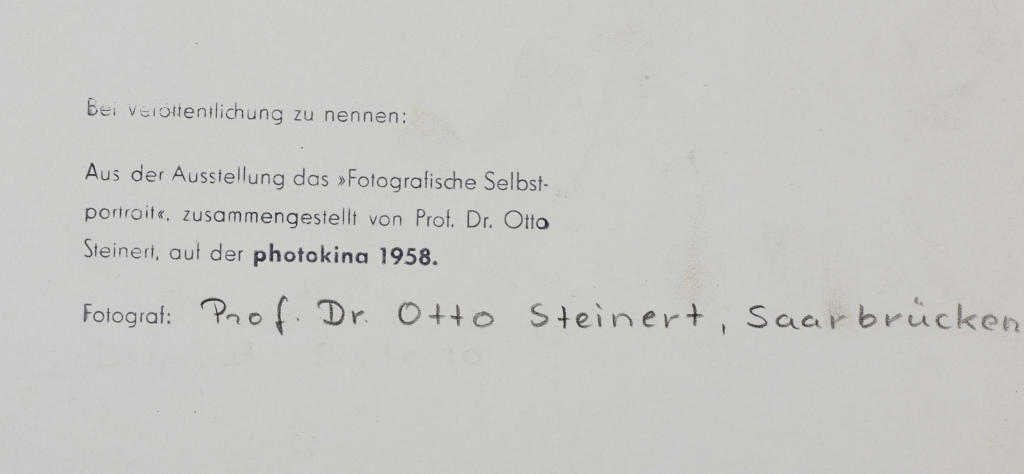 Bei Veröffentlichung zu nennen:
Aus der Ausstellung das »Fotografische Selbst-
portrait«, zusammengestellt von Prof. Dr. Otto
Steinert, auf der photokina 1958.
Fotograf: Prof. Dr. Otto Steinert, Saarbrücken